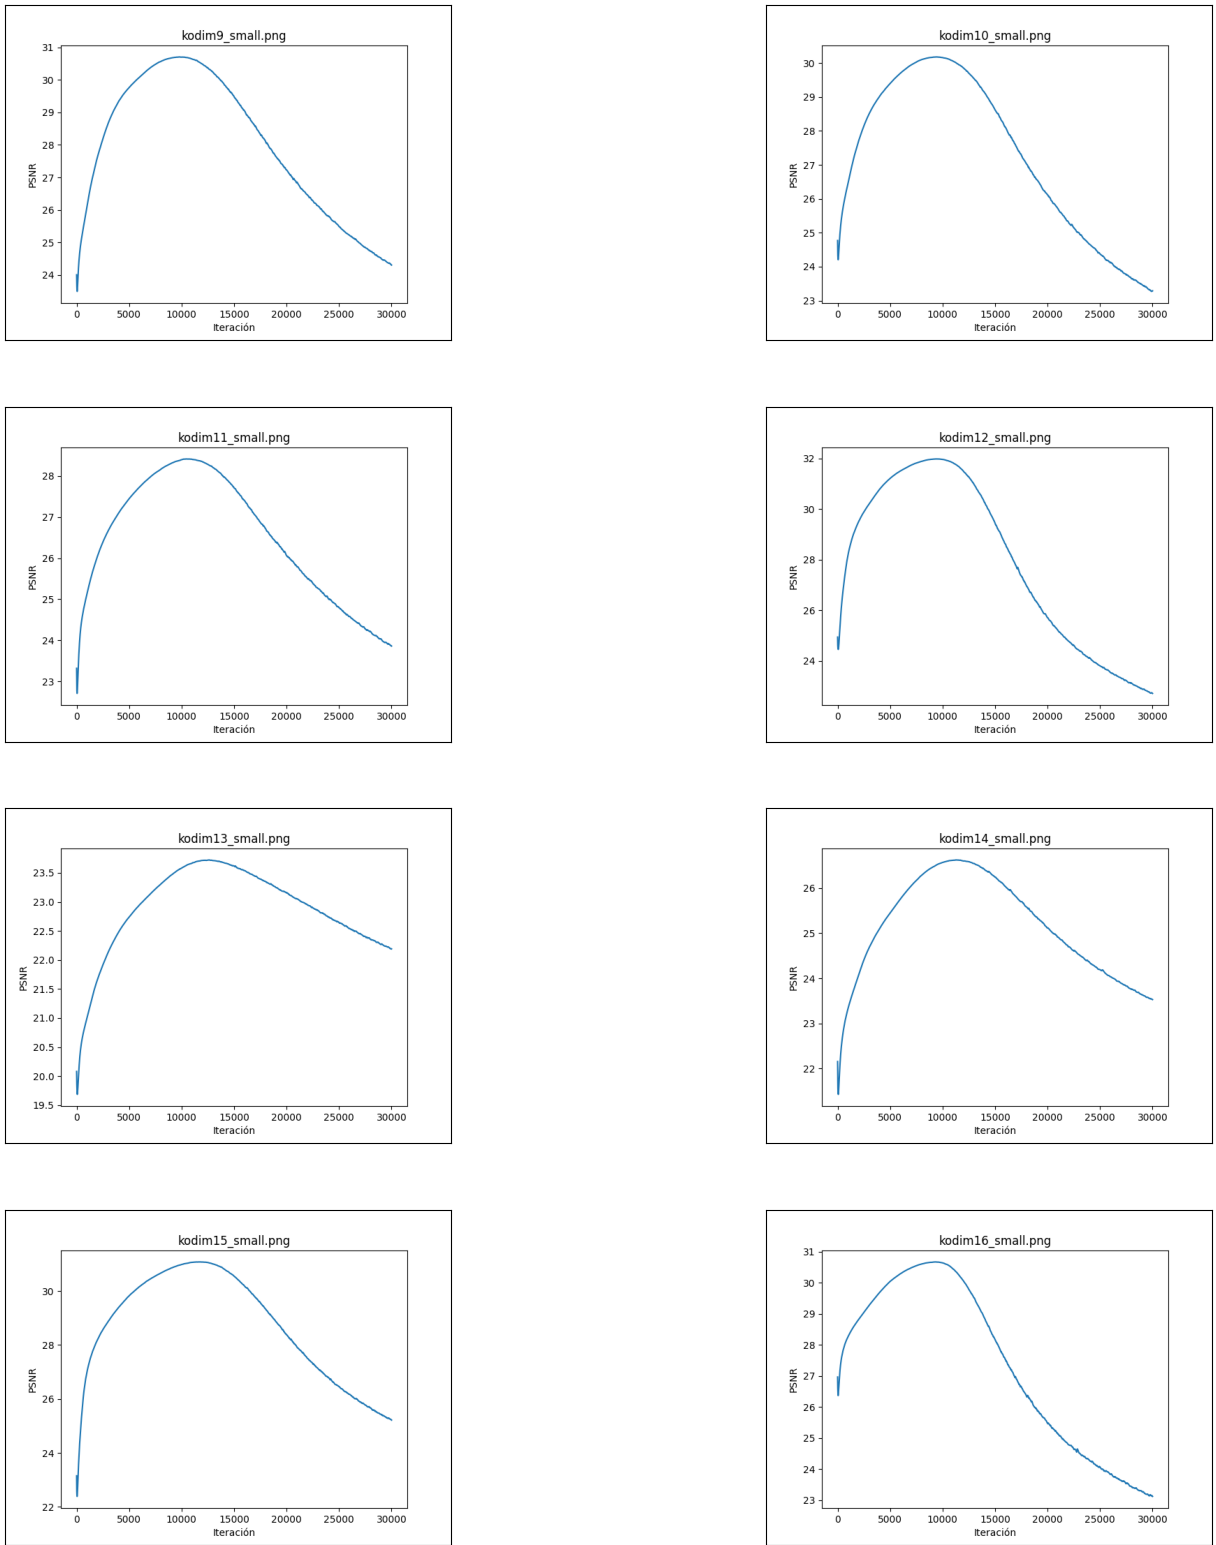 kodim9_small.png
31
30
29
28
27
26
25
24
PSNR
0 5000 10000 15000 20000 25000 30000
Iteración
kodim10_small.png
30
29
28
27
26
25
24
23
PSNR
0 5000 10000 15000 20000 25000 30000
Iteración
kodim11_small.png
28
27
26
25
24
23
PSNR
0 5000 10000 15000 20000 25000 30000
Iteración
kodim12_small.png
32
30
28
26
24
PSNR
0 5000 10000 15000 20000 25000 30000
Iteración
kodim13_small.png
23.5
23.0
22.5
22.0
21.5
21.0
20.5
20.0
19.5
PSNR
0 5000 10000 15000 20000 25000 30000
Iteración
kodim14_small.png
26
25
24
23
22
PSNR
0 5000 10000 15000 20000 25000 30000
Iteración
kodim15_small.png
30
28
26
24
22
PSNR
0 5000 10000 15000 20000 25000 30000
Iteración
kodim16_small.png
31
30
29
28
27
26
25
24
23
PSNR
0 5000 10000 15000 20000 25000 30000
Iteración